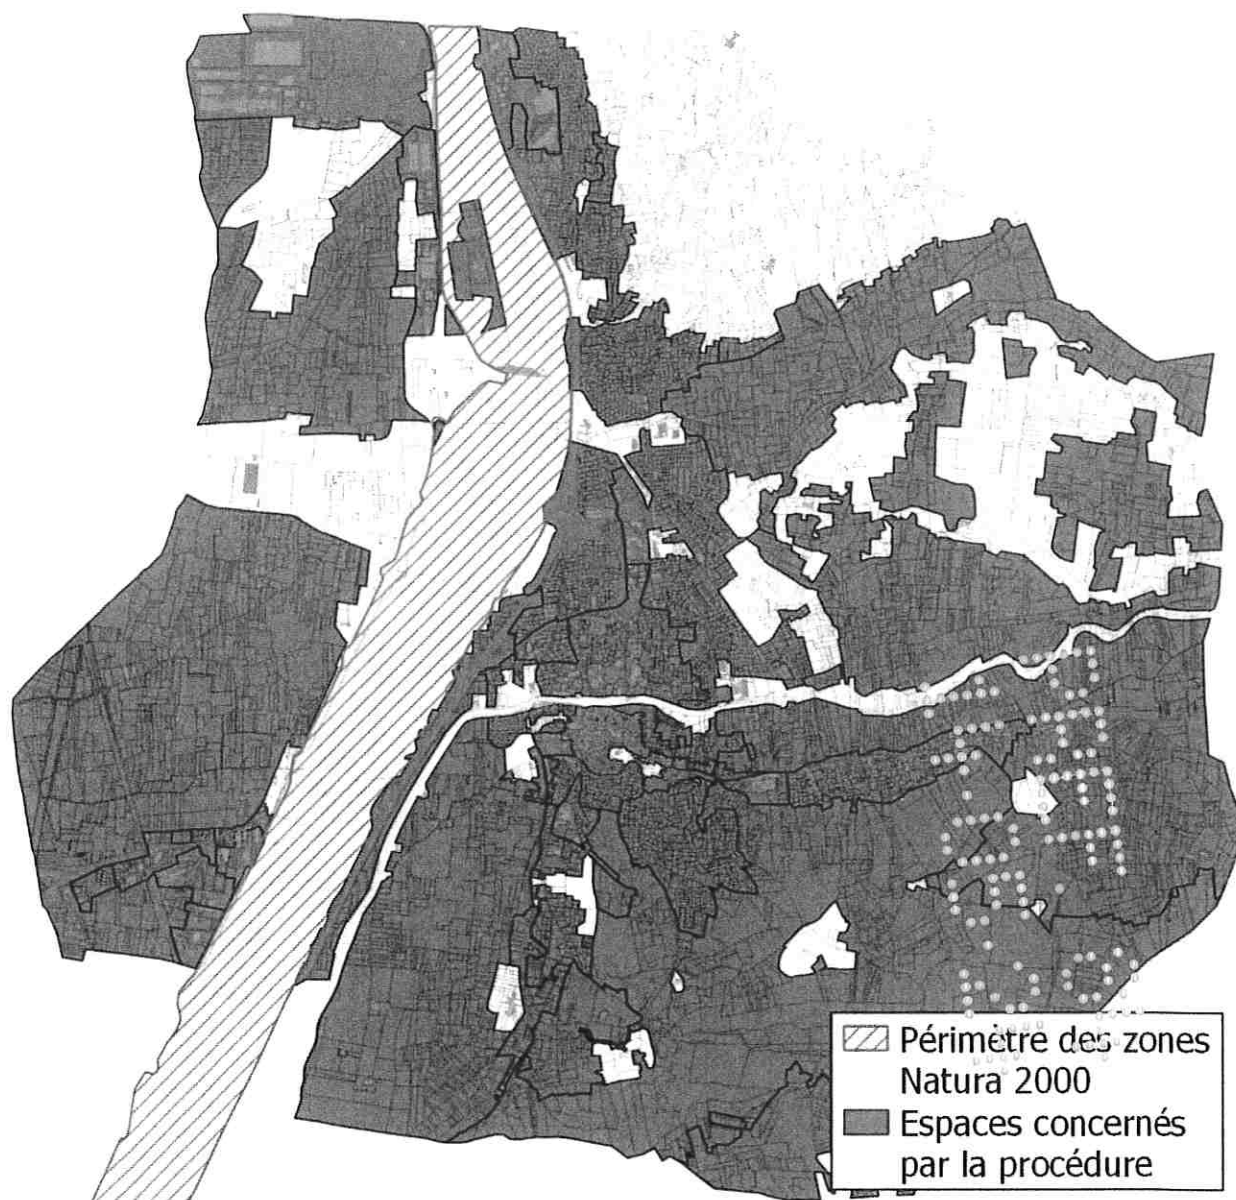 Périmètre des zones
Natura 2000
Espaces concernés
par la procédure